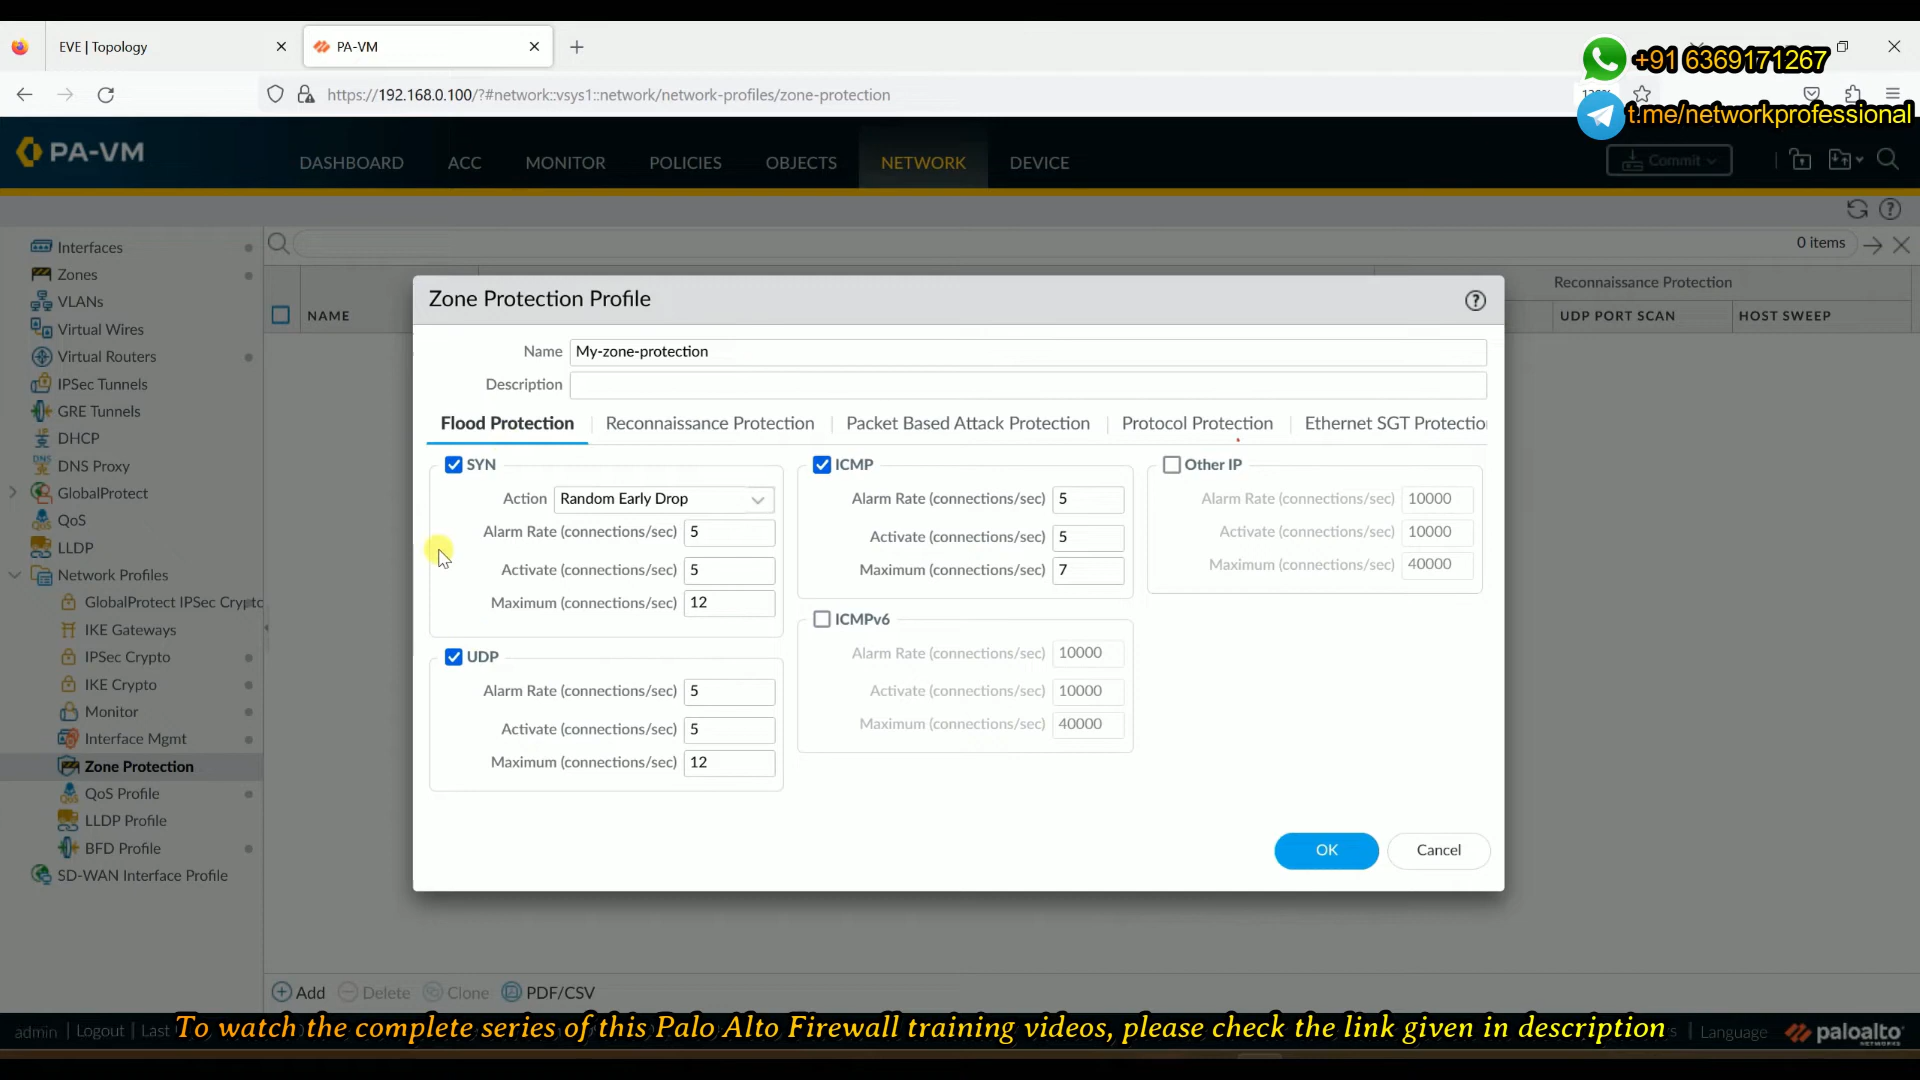 EVE | Topology
PA-VM
+91 6369171267
https://192.168.0.100/?#network::vsys1::network/network-profiles/zone-protection
t.me/networkprofessional
PA-VM
DASHBOARD
ACC
MONITOR
POLICIES
OBJECTS
NETWORK
DEVICE
Commit
Interfaces
Zones
VLANs
Virtual Wires
Virtual Routers
IPSec Tunnels
GRE Tunnels
DHCP
DNS Proxy
GlobalProtect
QoS
LLDP
Network Profiles
GlobalProtect IPSec Crypto
IKE Gateways
IPSec Crypto
IKE Crypto
Monitor
Interface Mgmt
Zone Protection
QoS Profile
LLDP Profile
BFD Profile
SD-WAN Interface Profile
0 items
NAME
Reconnaissance Protection
UDP PORT SCAN
HOST SWEEP
Zone Protection Profile
Name My-zone-protection
Description
Flood Protection
Reconnaissance Protection
Packet Based Attack Protection
Protocol Protection
Ethernet SGT Protectio
SYN
Action Random Early Drop
Alarm Rate (connections/sec) 5
Activate (connections/sec) 5
Maximum (connections/sec) 12
UDP
Alarm Rate (connections/sec) 5
Activate (connections/sec) 5
Maximum (connections/sec) 12
ICMP
Alarm Rate (connections/sec) 5
Activate (connections/sec) 5
Maximum (connections/sec) 7
ICMPv6
Alarm Rate (connections/sec) 10000
Activate (connections/sec) 10000
Maximum (connections/sec) 40000
Other IP
Alarm Rate (connections/sec) 10000
Activate (connections/sec) 10000
Maximum (connections/sec) 40000
OK
Cancel
Add
Delete
Clone
PDF/CSV
admin | Logout | Last
To watch the complete series of this Palo Alto Firewall training videos, please check the link given in description
Language
paloalto
NETWORKS